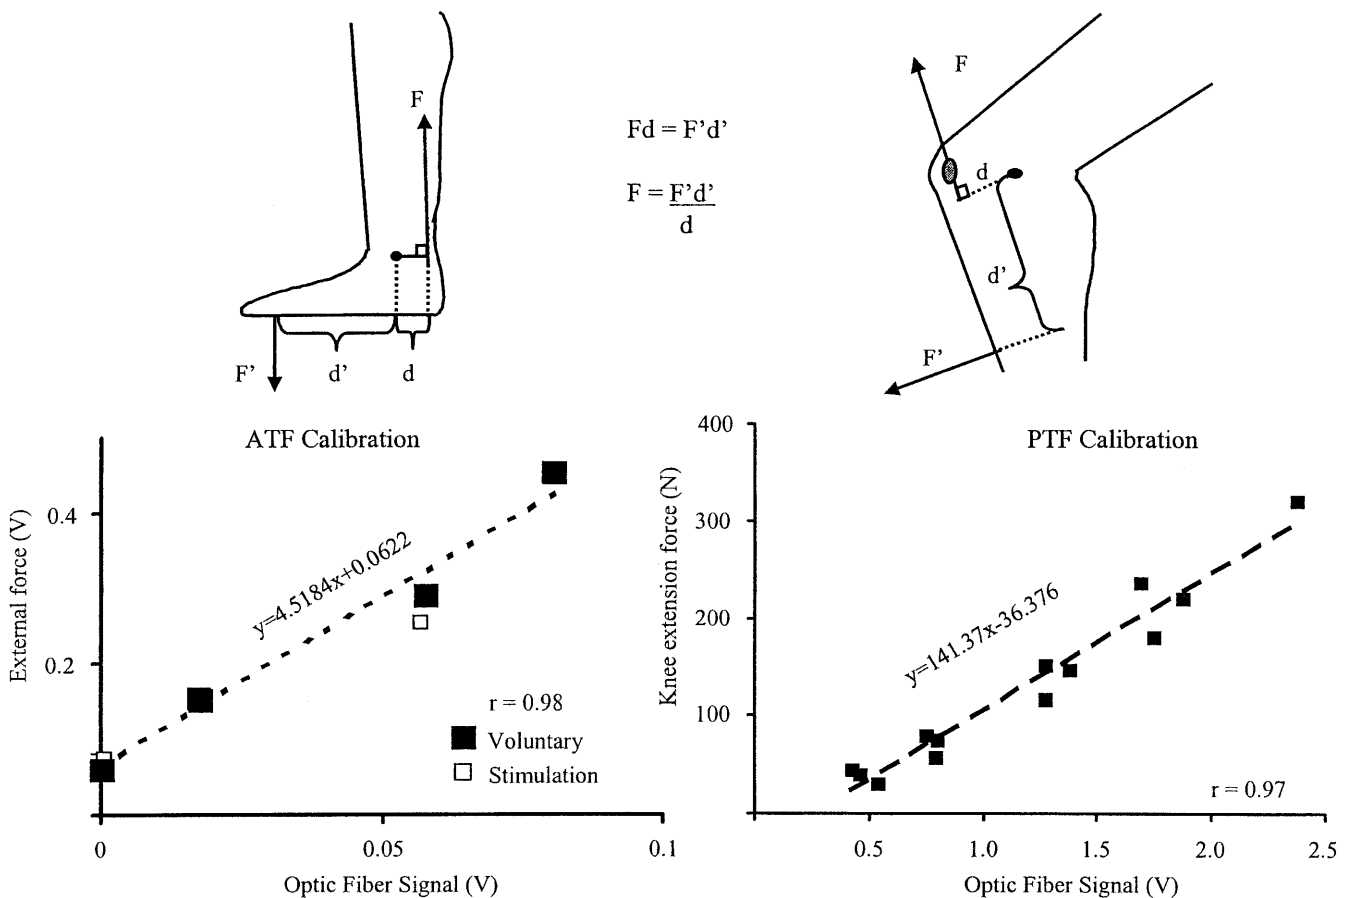 F
F'
d'
d
Fd = F'd'
F = F'd'
d
F
d
d'
F'
ATF Calibration
External force (V)
0.4
0.2
y=4.5184x+0.0622
r = 0.98
Voluntary
Stimulation
0
0.05
0.1
Optic Fiber Signal (V)
PTF Calibration
Knee extension force (N)
400
300
200
100
y=141.37x-36.376
r = 0.97
0.5
1.0
1.5
2.0
2.5
Optic Fiber Signal (V)